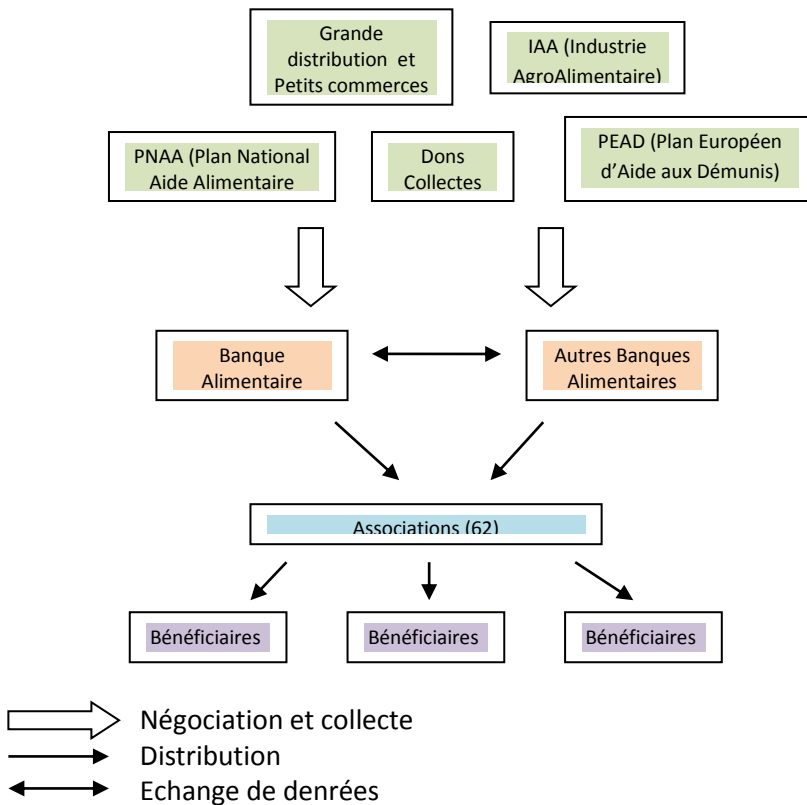 Grande
distribution et
Petits commerces
IAA (Industrie
AgroAlimentaire)
PNAA (Plan National
Aide Alimentaire
Dons
Collectes
PEAD (Plan Européen
d'Aide aux Démunis)
Banque
Alimentaire
Autres Banques
Alimentaires
Associations (62)
Bénéficiaires
Bénéficiaires
Bénéficiaires
Négociation et collecte
Distribution
Echange de denrées